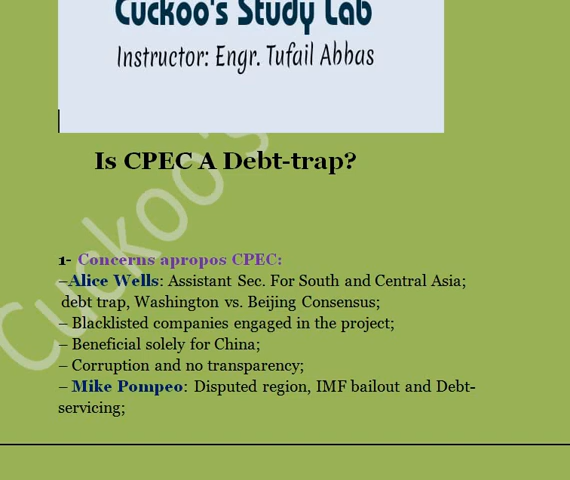 Cuckoo's Study Lab
Instructor: Engr. Tufail Abbas
Is CPEC A Debt-trap?
Cuckoo's
1- Concerns apropos CPEC:
–Alice Wells: Assistant Sec. For South and Central Asia;
debt trap, Washington vs. Beijing Consensus;
– Blacklisted companies engaged in the project;
– Beneficial solely for China;
– Corruption and no transparency;
– Mike Pompeo: Disputed region, IMF bailout and Debt-
servicing;